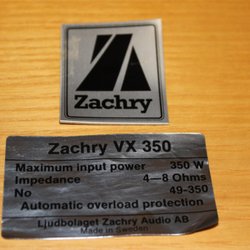 Zachry
Zachry VX 350
Maximum input power 350 W
Impedance 4—8 Ohms
No 49-350
Automatic overload protection
Ljudbolaget Zachry Audio AB
Made in Sweden